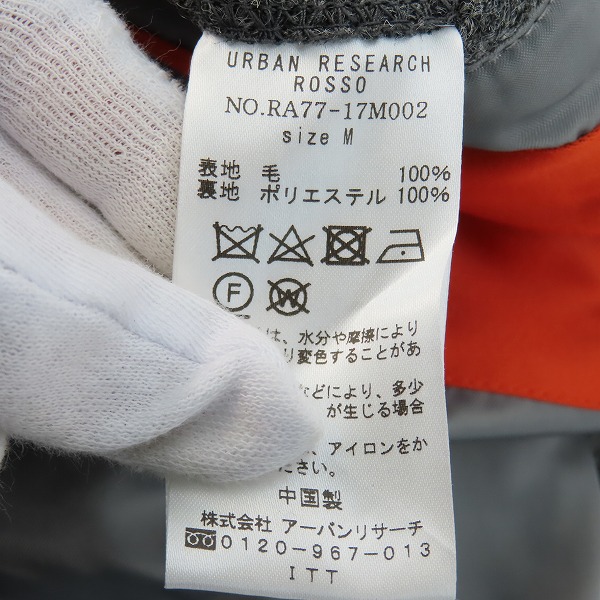 URBAN RESEARCH
ROSSO
NO.RA77-17M002
size M
表地 毛 100%
裏地 ポリエステル 100%
F
W
は、水分や摩擦により
り変色することがあ
などにより、多少
が生じる場合
、アイロンをか
ださい。
中国製
株式会社 アーバンリサーチ
0120-967-013
ITT